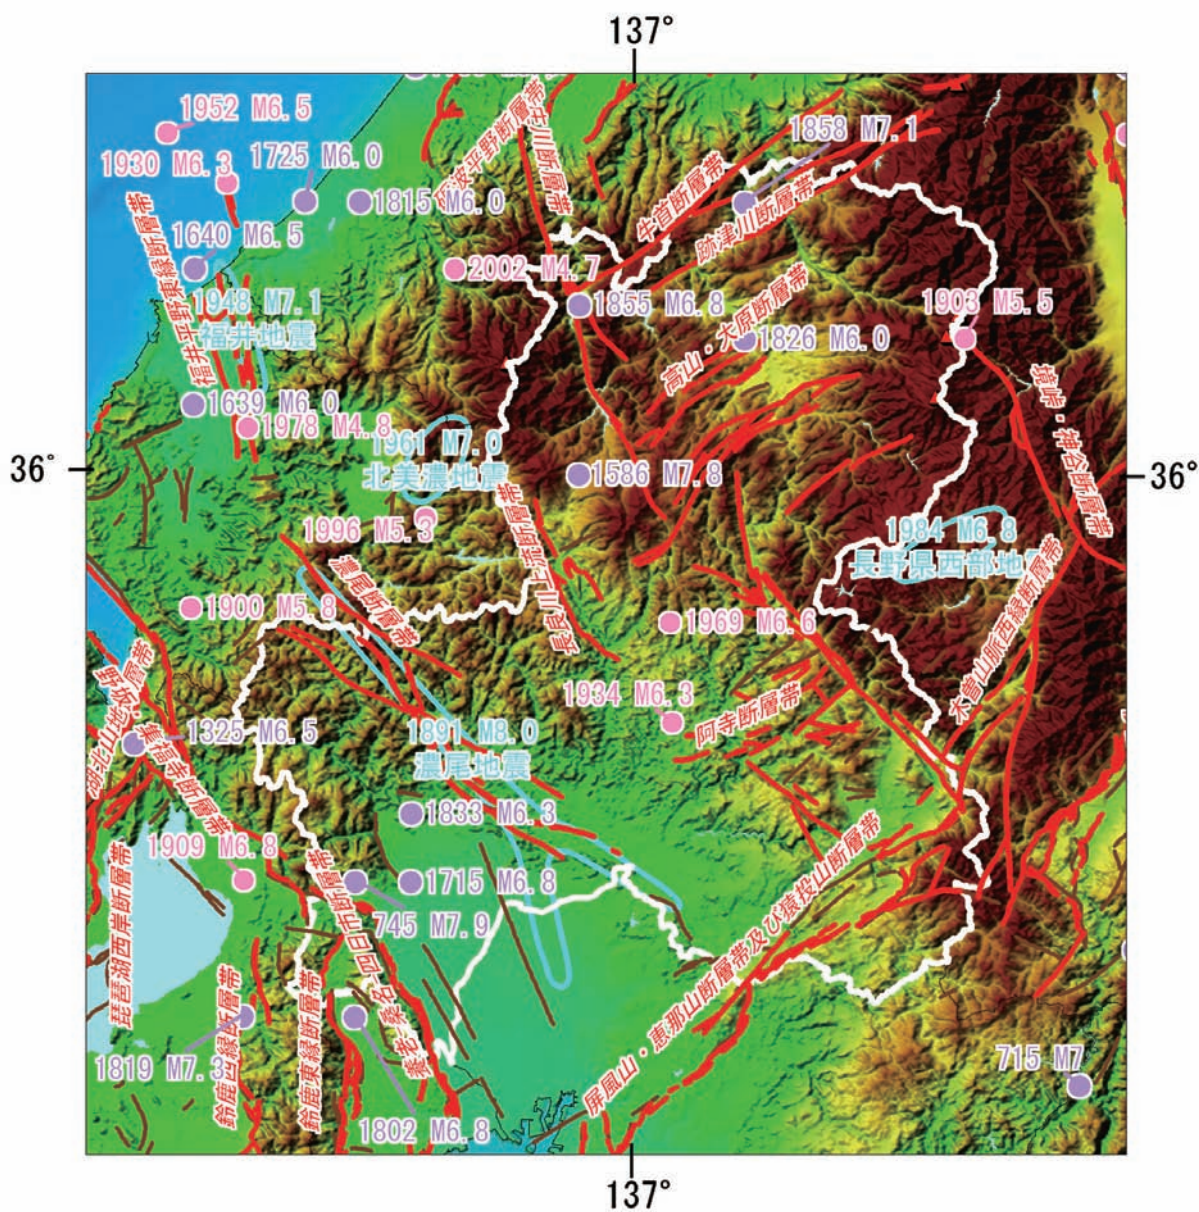 137°
1952 M6.5
1858 M7.1
1930 M6.3
1725 M6.0
1815 M6.0
牛首断層帯
跡津川断層帯
福井平野東縁断層帯
1640 M6.5
2002 M4.7
1948 M7.1
福井地震
1855 M6.8
1903 M5.5
高山・大原断層帯
1826 M6.0
1639 M6.0
1978 M4.8
1961 M7.0
北美濃地震
36°
1586 M7.8
36°
長良川上流断層帯
1996 M5.3
1984 M6.8
長野県西部地
濃尾断層帯
木曽山脈西縁断層帯
1900 M5.8
1969 M6.6
1934 M6.3
阿寺断層帯
1325 M6.5
1891 M8.0
濃尾地震
1833 M6.3
1909 M6.8
琵琶湖西岸断層帯
養老-桑名-四日市断層帯
1715 M6.8
745 M7.9
屏風山・恵那山断層帯及び猿投山断層帯
鈴鹿西縁断層帯
鈴鹿東縁断層帯
1819 M7.3
715 M7
1802 M6.8
137°